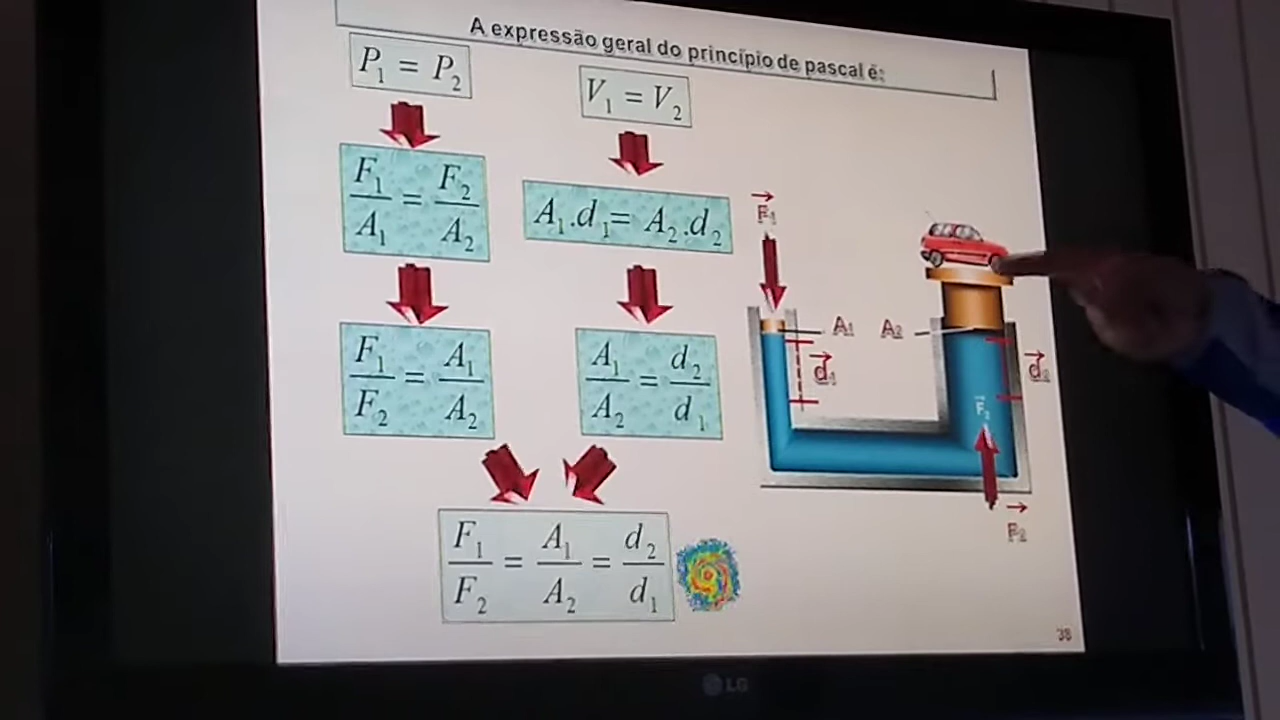 A expressão geral do princípio de pascal é:
P₁ = P₂
V₁ = V₂
F₁/A₁ = F₂/A₂
A₁.d₁= A₂.d₂
F₁/F₂ = A₁/A₂
A₁/A₂ = d₂/d₁
F₁/F₂ = A₁/A₂ = d₂/d₁
F₁
A₁
A₂
d₁
d₂
F₂
F₂
38
LG